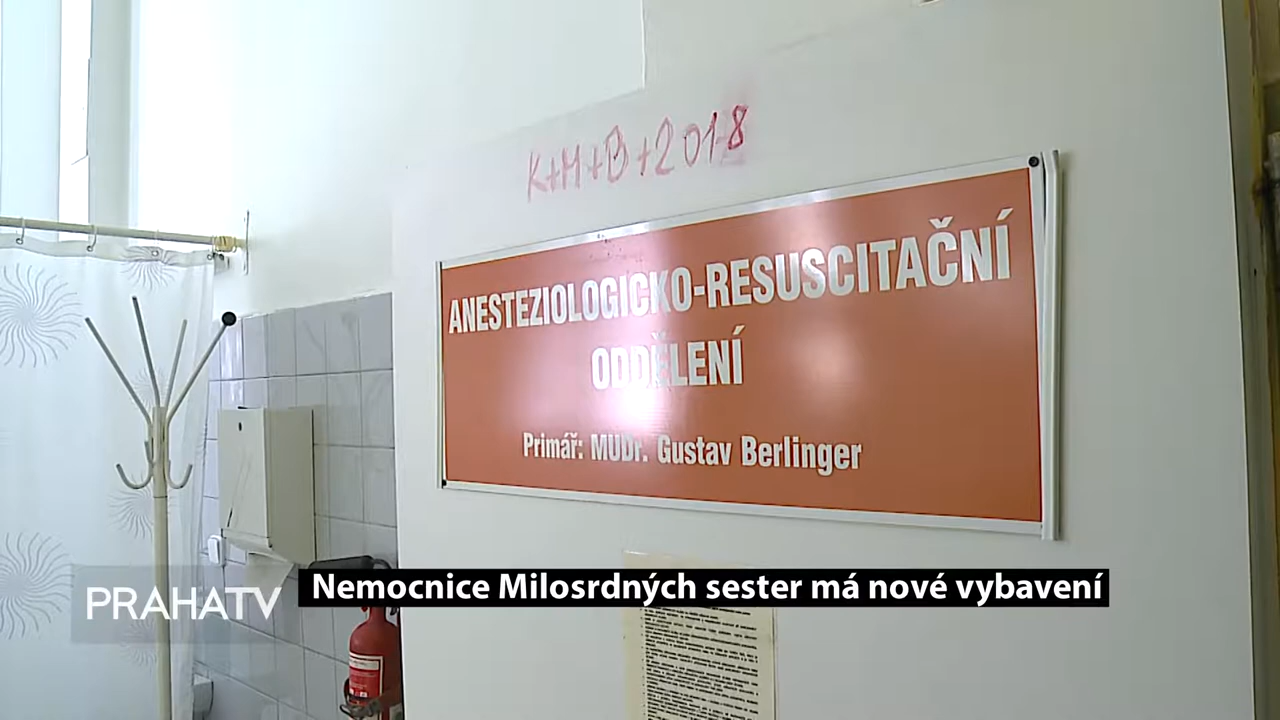 K+M+B+2018
ANESTEZIOLOGICKO-RESUSCITAČNÍ
ODDĚLENÍ
Primář: MUDr. Gustav Berlinger
PRAHATV
Nemocnice Milosrdných sester má nové vybavení